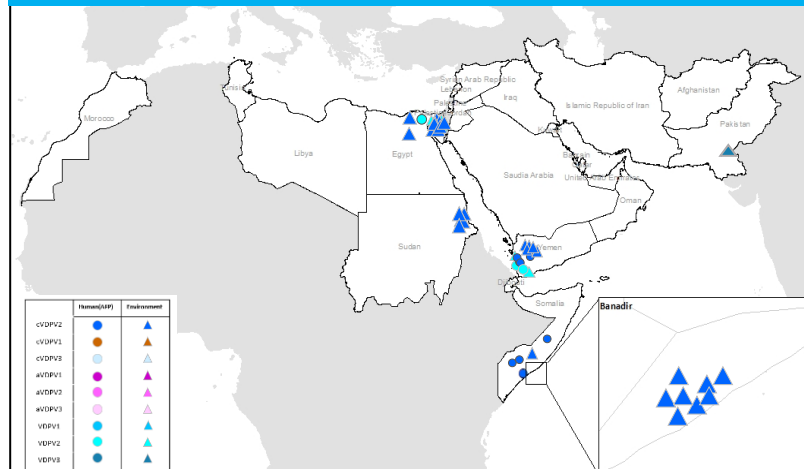 Syrian Arab Republic
Lebanon
Tunisia
Morocco
Iraq
Afghanistan
Islamic Republic of Iran
Pakistan
Libya
Egypt
Bahrain
Saudi Arabia
United Arab Emirates
Oman
Sudan
Yemen
Djibouti
Somalia
Banadir
Human(AFP) Environment
cVDPV2
cVDPV1
cVDPV3
aVDPV1
aVDPV2
aVDPV3
VDPV1
VDPV2
VDPV3